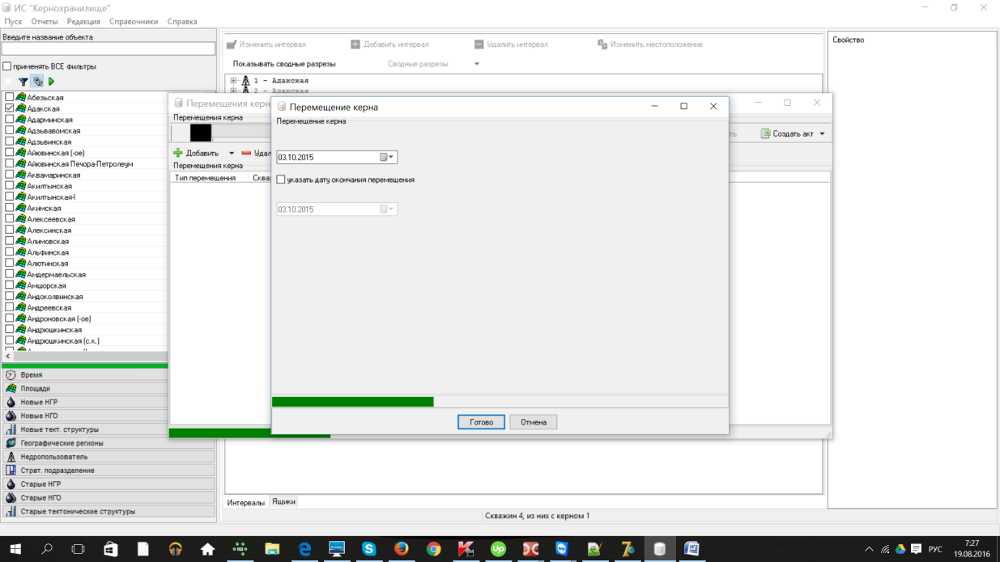 ИС "Кернохранилище"
Пуск Отчеты Редакция Справочники Справка
Введите название объекта
применять ВСЕ фильтры
Абезьская
Адакская
Адарминская
Адзьвавомская
Адзьвинская
Айювинская (-ое)
Айювинская Печора-Петролеум
Аквамаринская
Акилтынская
Акилтынская-I
Акимская
Алексеевская
Алексинская
Алимовская
Альфинская
Алютинская
Амдермаельская
Амшорская
Андоколвинская
Андреевская
Андроновская (-ое)
Андрюшкинская
Андрюшкинская (с.к.)
Время
Площади
Новые НГР
Новые НГО
Новые тект. структуры
Географические регионы
Недропользователь
Страт. подразделение
Старые НГР
Старые НГО
Старые тектонические структуры
Изменить интервал Добавить интервал Удалить интервал Изменить местоположение
Показывать сводные разрезы Сводные разрезы
1 - Адакская
2 - Адакская
Свойство
Перемещения керн
Перемещения керна
Создать акт
Добавить Удал
Перемещения керна
Тип перемещения Сква
Перемещение керна
Перемещение керна
03.10.2015
указать дату окончания перемещения
03.10.2015
Готово Отмена
Интервалы Ящики
Скважин 4, из них с керном 1
РУС
7:27
19.08.2016